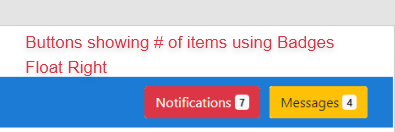 Buttons showing # of items using Badges
Float Right
Notifications 7 Messages 4